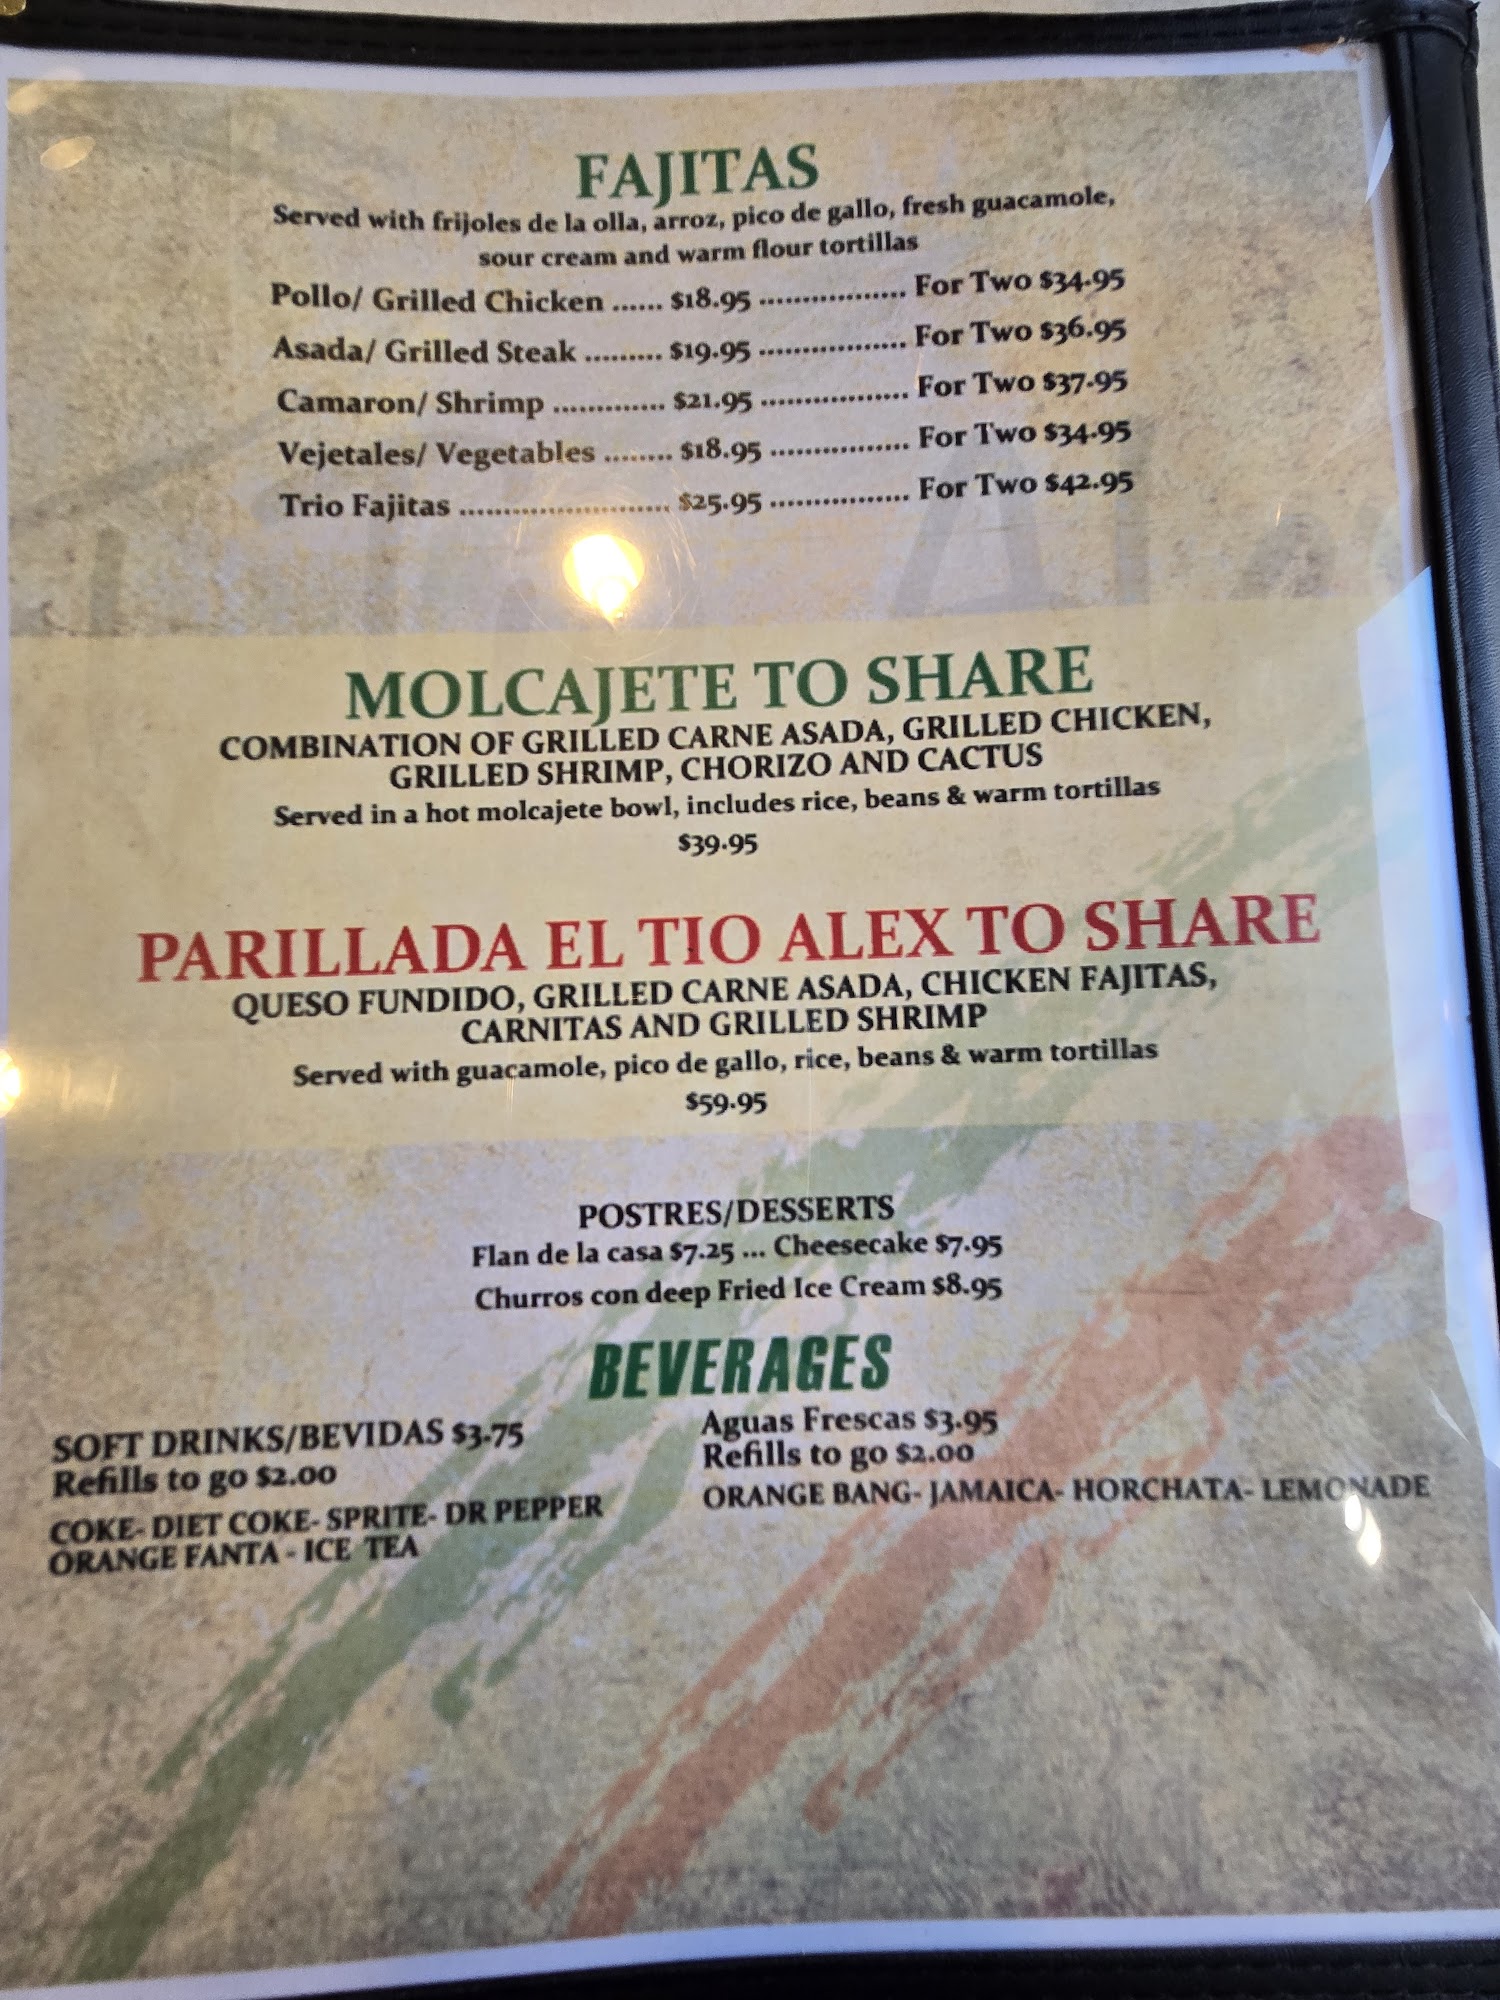 FAJITAS
Served with frijoles de la olla, arroz, pico de gallo, fresh guacamole,
sour cream and warm flour tortillas
Pollo/ Grilled Chicken ...... $18.95 ................. For Two $34.95
Asada/ Grilled Steak ......... $19.95 ................. For Two $36.95
Camaron/ Shrimp ............. $21.95 ................. For Two $37.95
Vejetales/ Vegetables ........ $18.95 ................ For Two $34.95
Trio Fajitas ........................ $25.95 ................ For Two $42.95
MOLCAJETE TO SHARE
COMBINATION OF GRILLED CARNE ASADA, GRILLED CHICKEN,
GRILLED SHRIMP, CHORIZO AND CACTUS
Served in a hot molcajete bowl, includes rice, beans & warm tortillas
$39.95
PARILLADA EL TIO ALEX TO SHARE
QUESO FUNDIDO, GRILLED CARNE ASADA, CHICKEN FAJITAS,
CARNITAS AND GRILLED SHRIMP
Served with guacamole, pico de gallo, rice, beans & warm tortillas
$59.95
POSTRES/DESSERTS
Flan de la casa $7.25 ... Cheesecake $7.95
Churros con deep Fried Ice Cream $8.95
BEVERAGES
SOFT DRINKS/BEVIDAS $3.75
Refills to go $2.00
COKE- DIET COKE- SPRITE- DR PEPPER
ORANGE FANTA - ICE TEA
Aguas Frescas $3.95
Refills to go $2.00
ORANGE BANG- JAMAICA- HORCHATA- LEMONADE